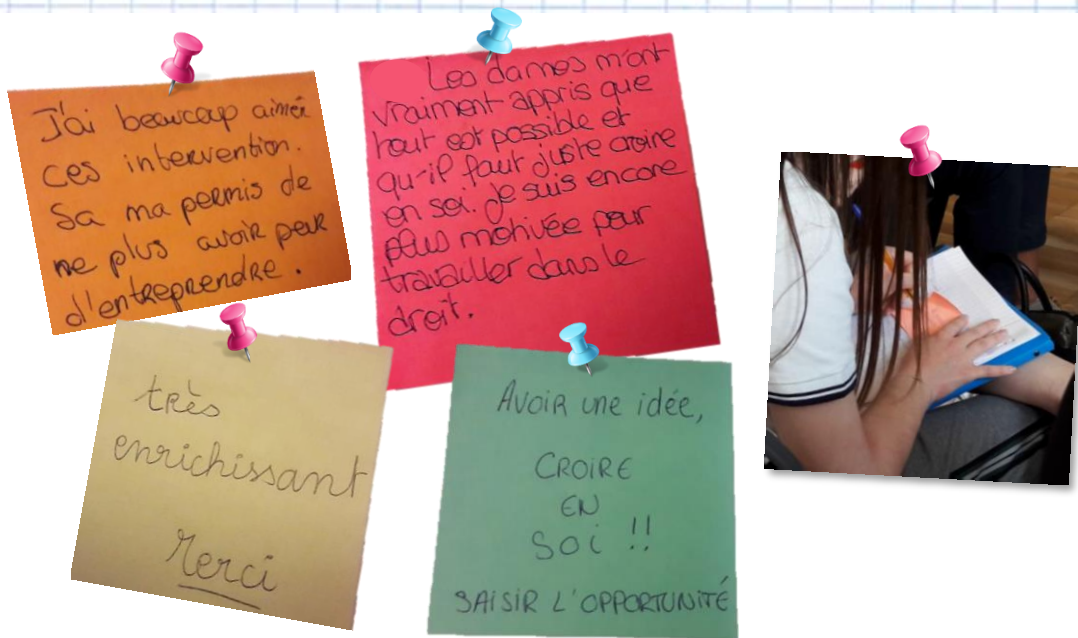 J'ai beaucoup aimé
ces intervention.
Sa ma permis de
ne plus avoir peur
d'entreprendre.
Les dames m'ont
vraiment appris que
tout est possible et
qu-il faut juste croire
en soi. je suis encore
plus motivée pour
travailler dans le
droit.
très
enrichissant
Merci
AVOIR une idée,
CROIRE
EN
SOi !!
SAISIR L'OPPORTUNITÉ